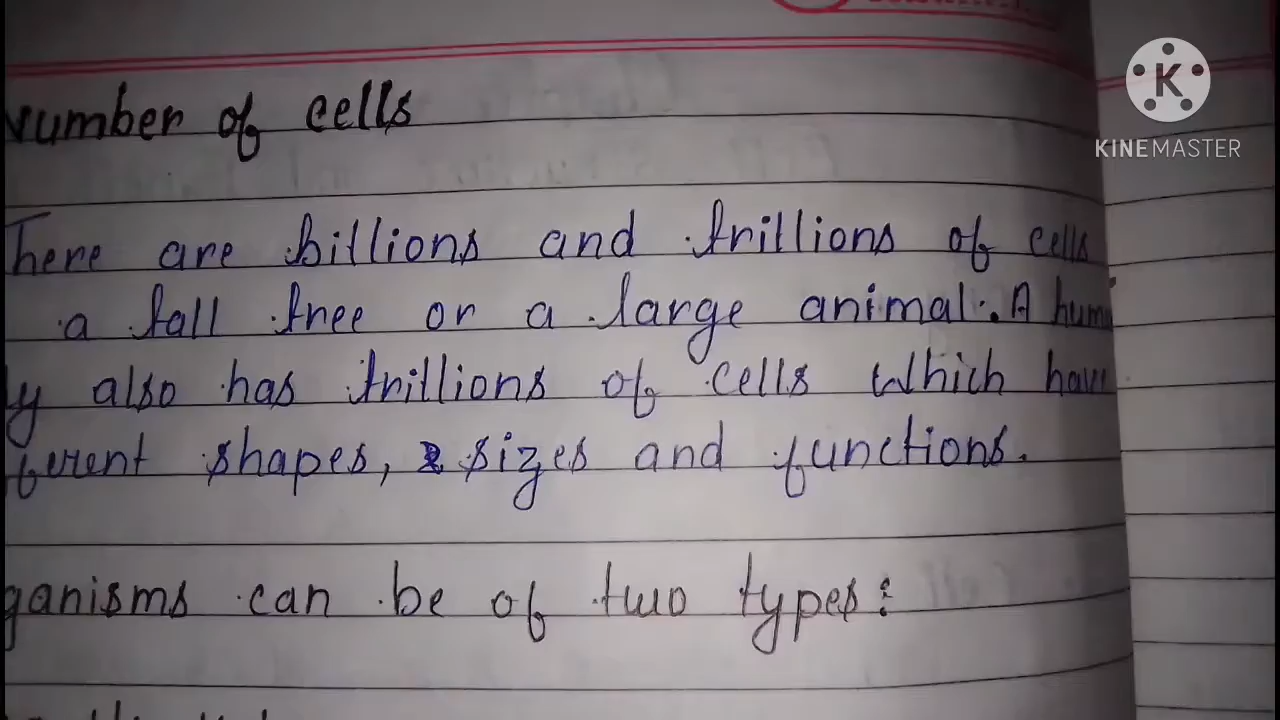 Number of cells
K
KINEMASTER
There are billions and trillions of cells
a tall tree or a large animal. A hum
y also has trillions of cells which have
ferent shapes, sizes and functions.
ganisms can be of two types: